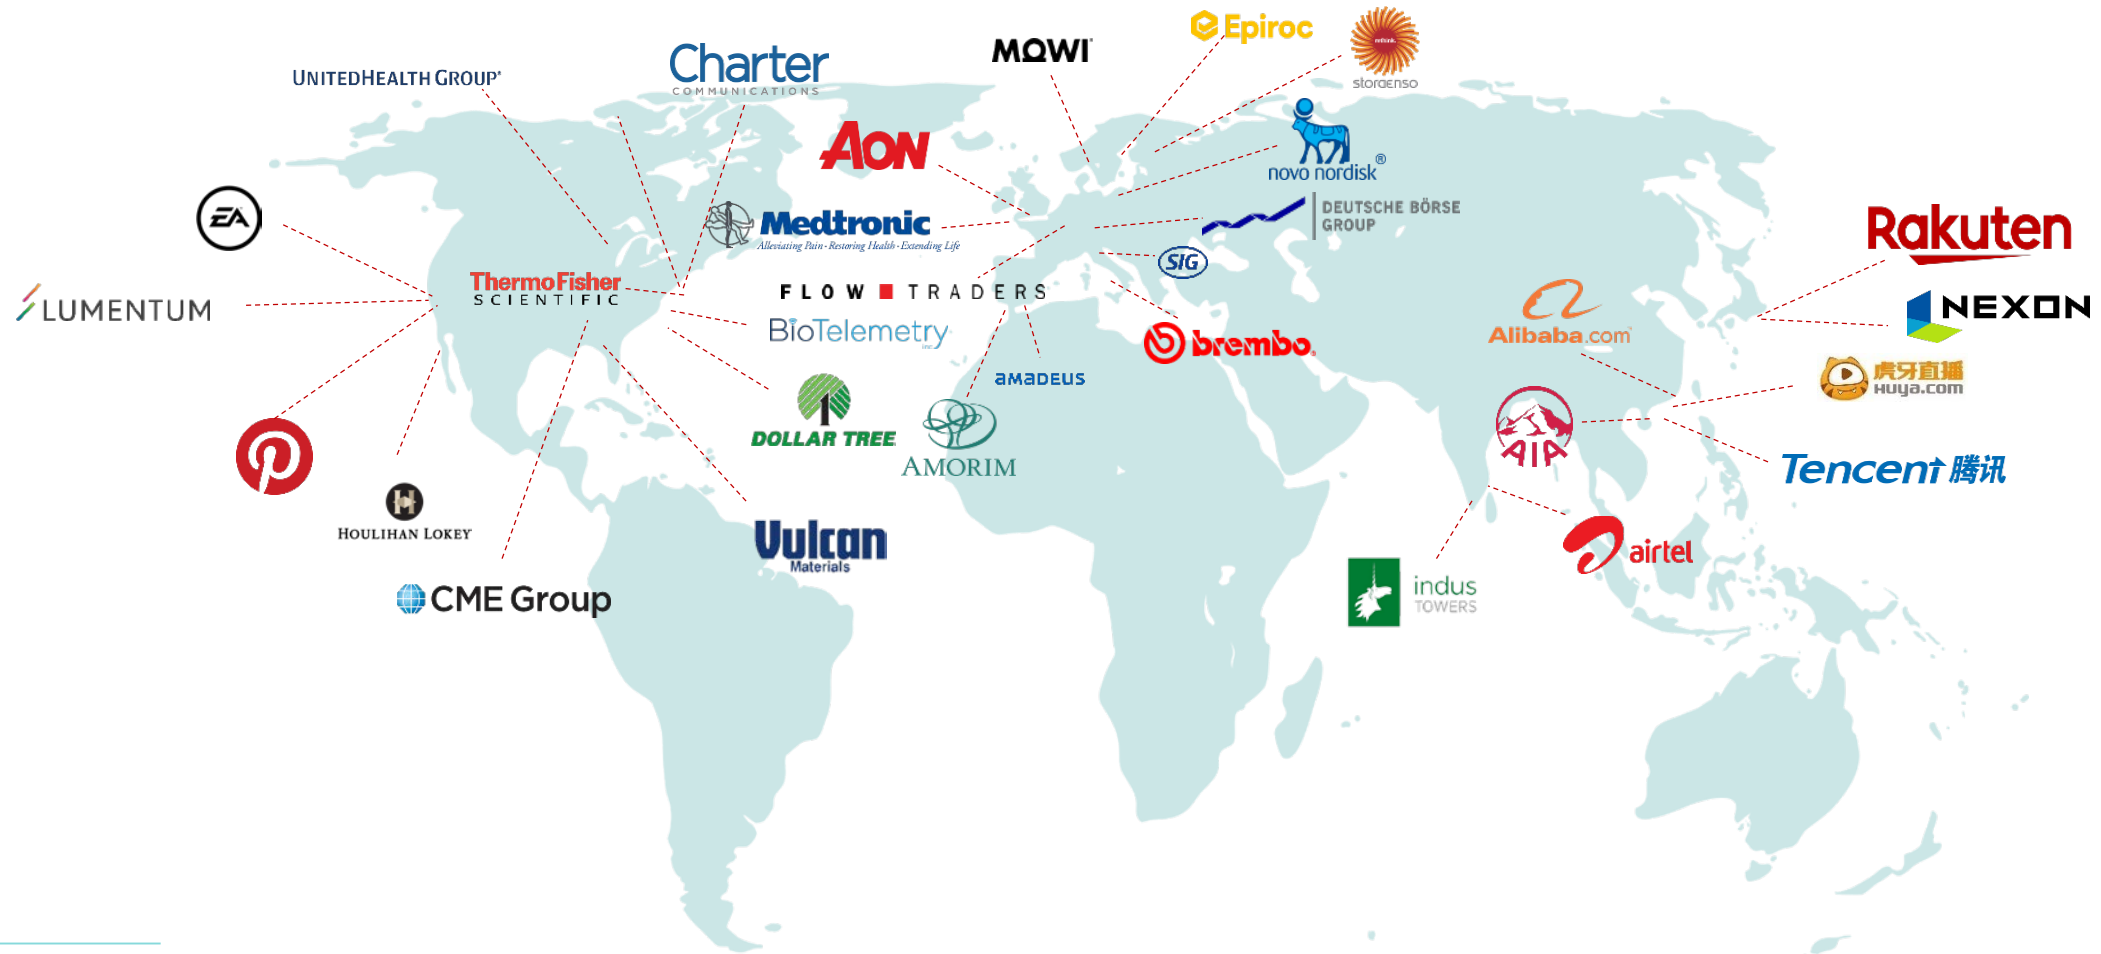 Epiroc
rethink.
storaenso
MOWI
Charter
COMMUNICATIONS
UNITEDHEALTH GROUP®
AON
novo nordisk®
EA
Medtronic
Alleviating Pain · Restoring Health · Extending Life
DEUTSCHE BÖRSE
GROUP
Rakuten
SIG
ThermoFisher
SCIENTIFIC
LUMENTUM
FLOW TRADERS
BioTelemetry
INC.
brembo
Alibaba.com
NEXON
虎牙直播
HUYA.com
amadeus
DOLLAR TREE
AMORIM
AIA
Tencent 腾讯
H
HOULIHAN LOKEY
Vulcan
Materials
airtel
indus
TOWERS
CME Group